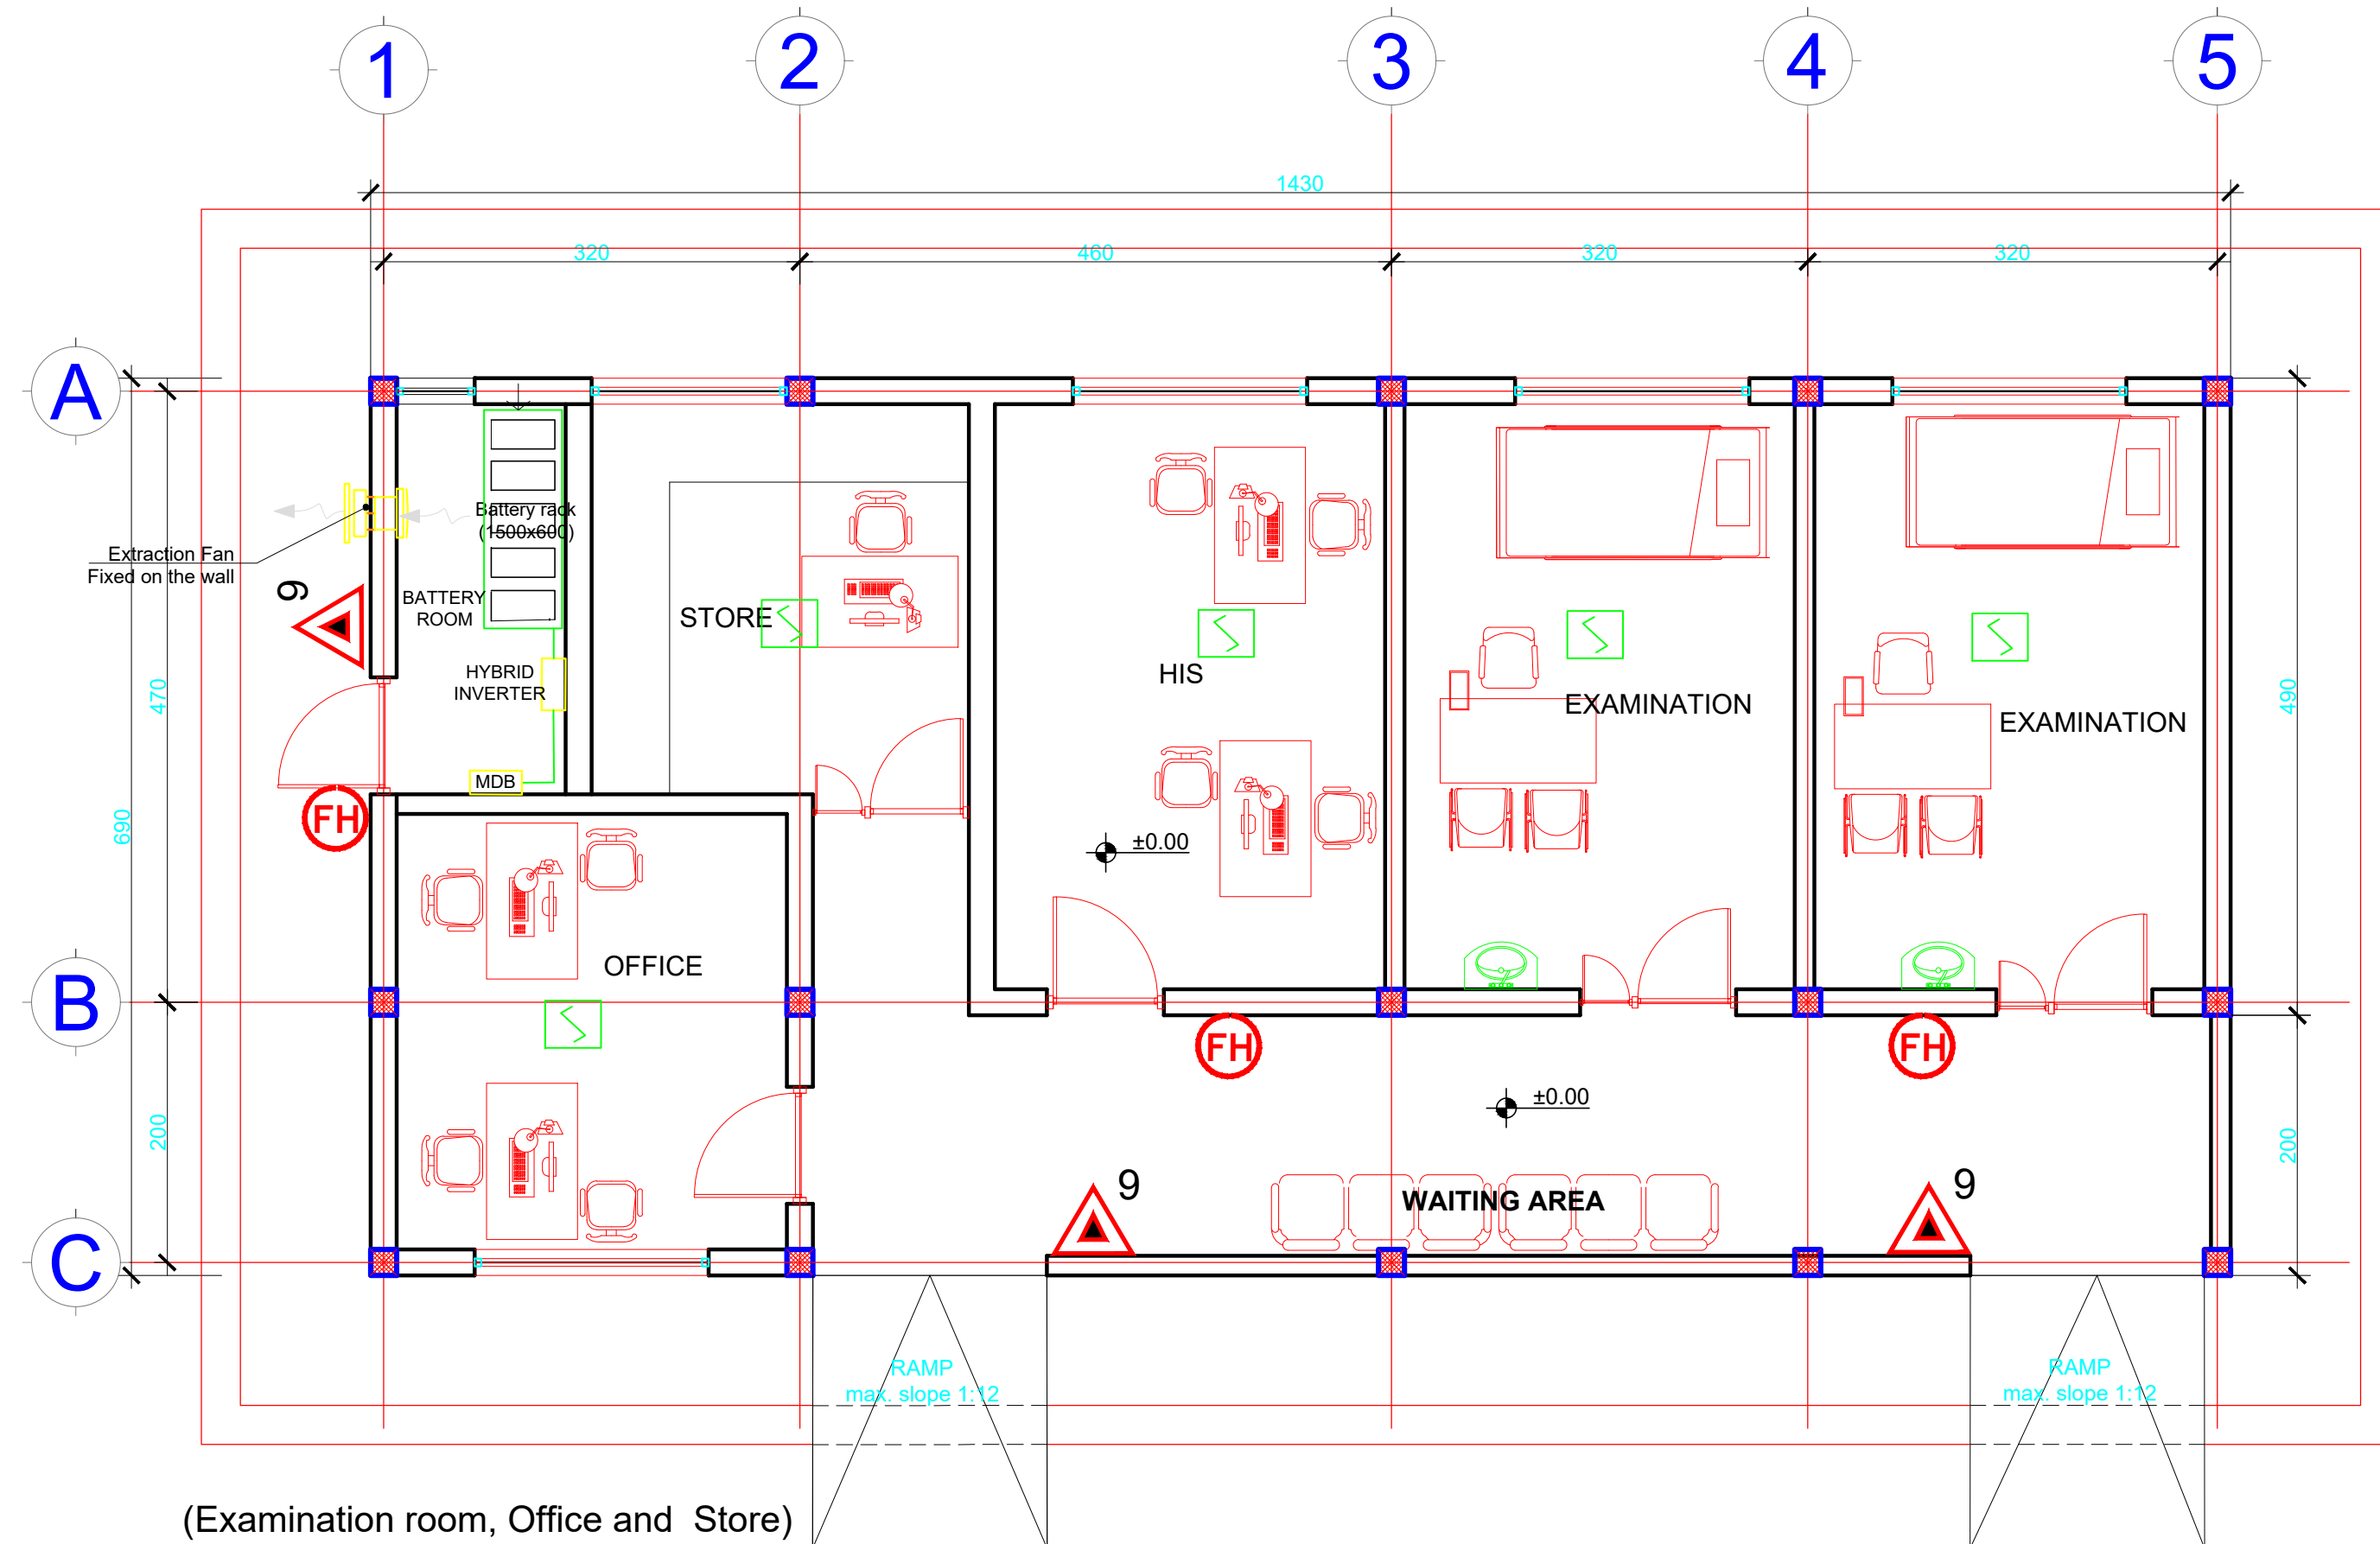 1
2
3
4
5
1430
320
460
320
320
A
Battery rack
(1500x600)
Extraction Fan
Fixed on the wall
9
BATTERY
ROOM
STORE
HYBRID
INVERTER
HIS
EXAMINATION
EXAMINATION
470
490
MDB
690
FH
±0.00
OFFICE
B
FH
FH
±0.00
200
200
WAITING AREA
9
9
C
RAMP
max. slope 1:12
RAMP
max. slope 1:12
(Examination room, Office and Store)